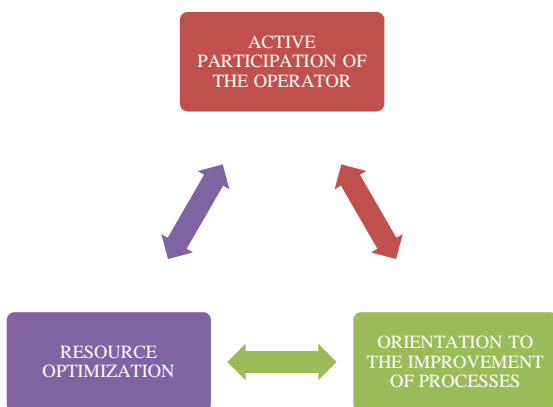 ACTIVE
PARTICIPATION OF
THE OPERATOR
RESOURCE
OPTIMIZATION
ORIENTATION TO
THE IMPROVEMENT
OF PROCESSES